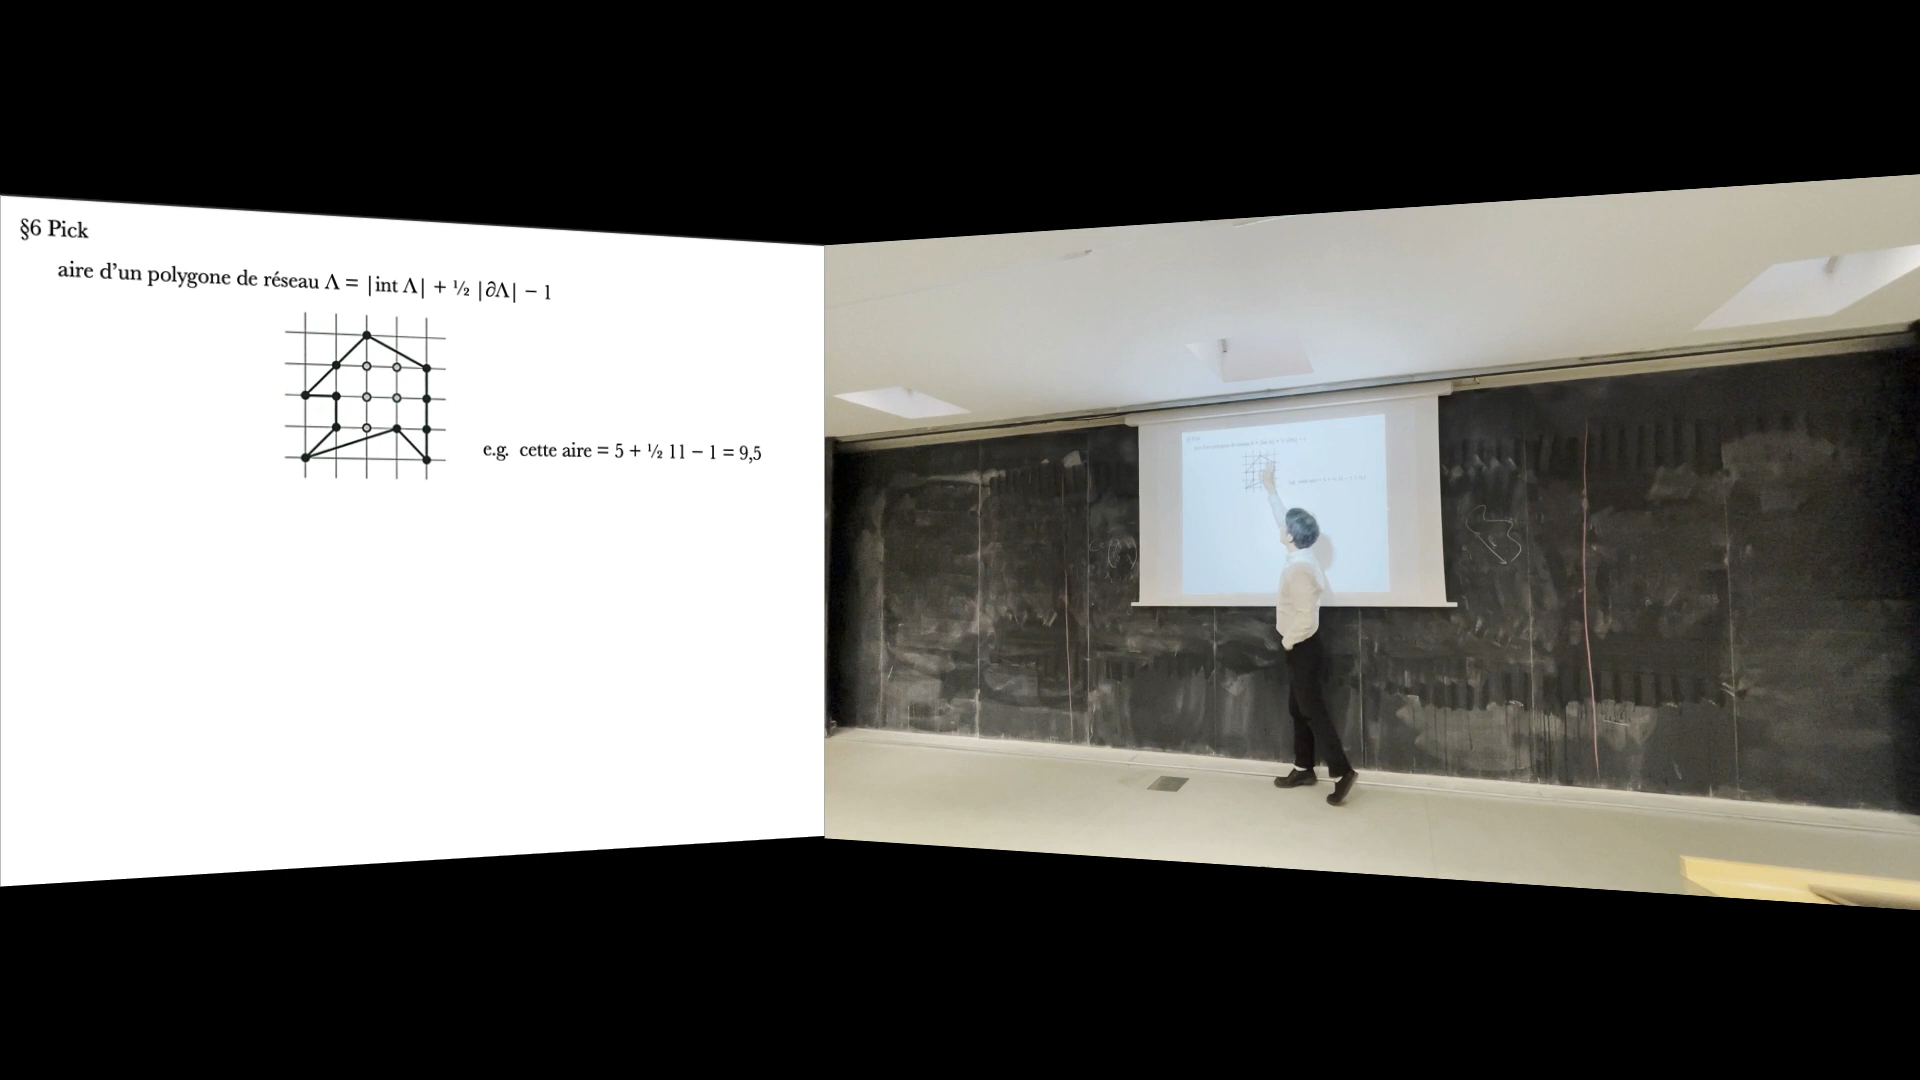 §6 Pick
aire d’un polygone de réseau Λ = |int Λ| + ½ |∂Λ| − 1
e.g. cette aire = 5 + ½ 11 − 1 = 9,5